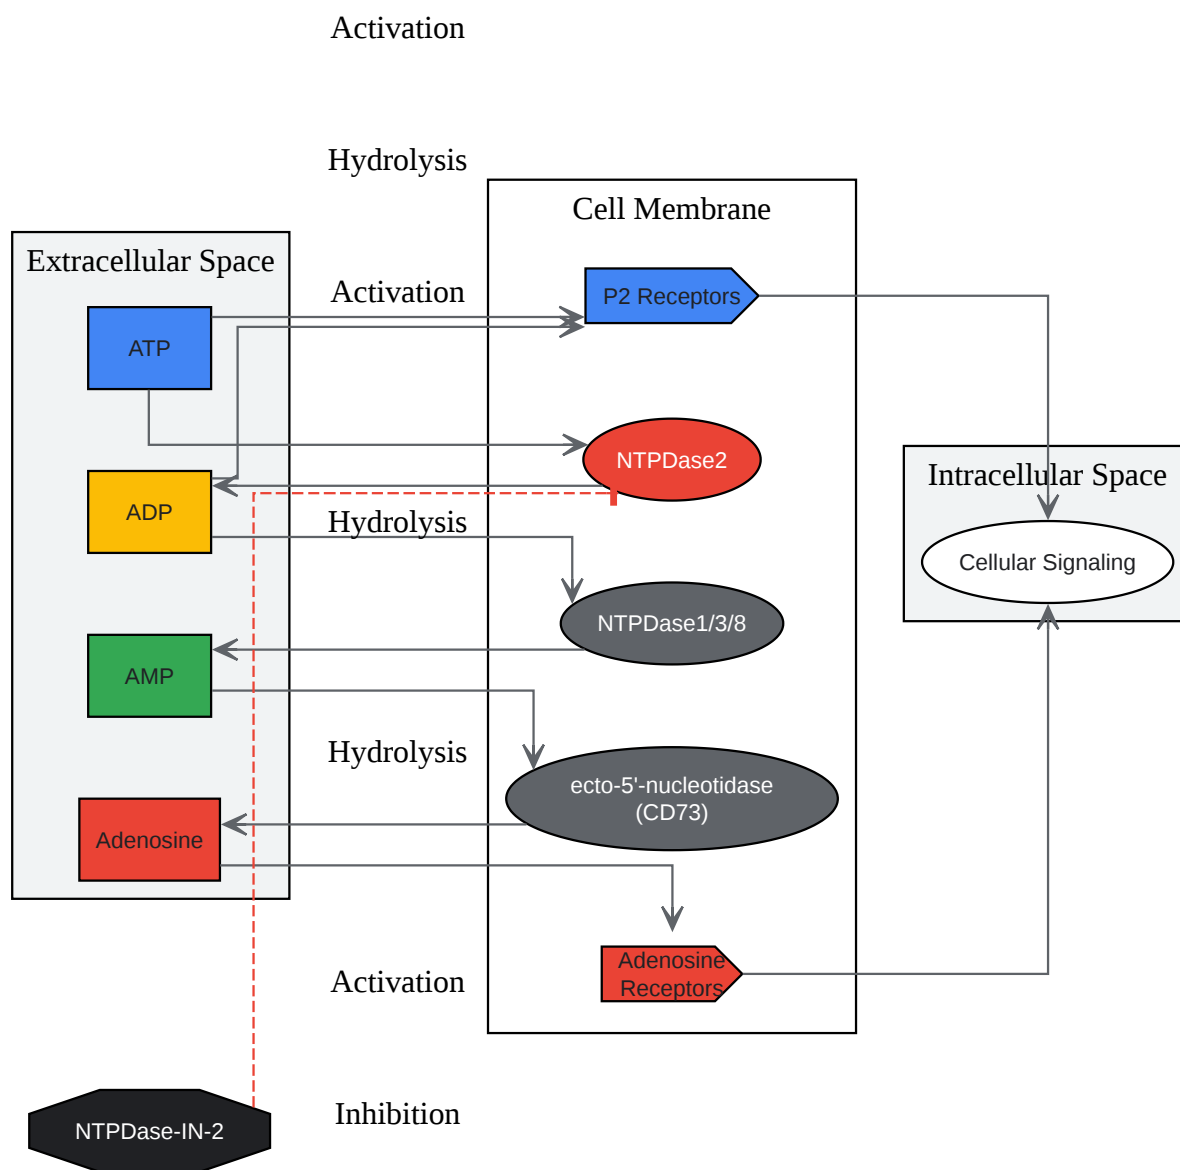 Activation
Hydrolysis
Cell Membrane
Extracellular Space
Activation
P2 Receptors
ATP
NTPDase2
Intracellular Space
ADP
Hydrolysis
Cellular Signaling
NTPDase1/3/8
AMP
Hydrolysis
ecto-5'-nucleotidase
(CD73)
Adenosine
Activation
Adenosine
Receptors
Inhibition
NTPDase-IN-2